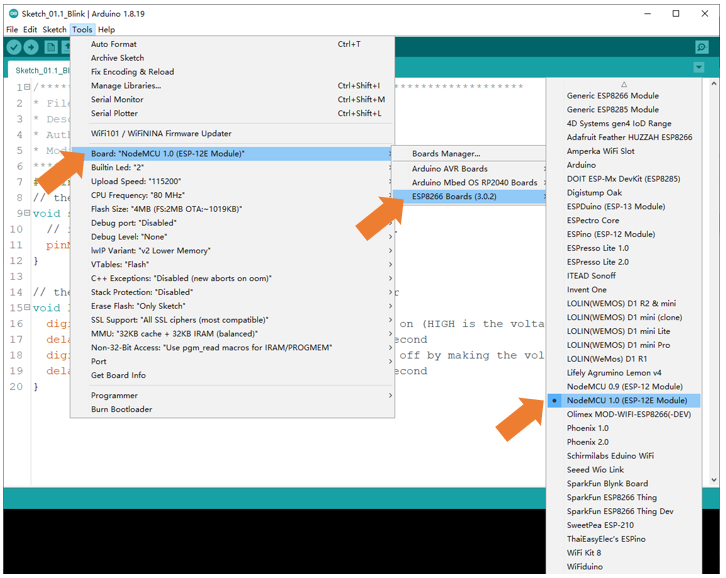 Sketch_01.1_Blink | Arduino 1.8.19
File Edit Sketch Tools Help
Sketch_01.1_Bl
Auto Format Ctrl+T
Archive Sketch
Fix Encoding & Reload
Manage Libraries... Ctrl+Shift+I
Serial Monitor Ctrl+Shift+M
Serial Plotter Ctrl+Shift+L
WiFi101 / WiFiNINA Firmware Updater
Board: "NodeMCU 1.0 (ESP-12E Module)"
Builtin Led: "2"
Upload Speed: "115200"
CPU Frequency: "80 MHz"
Flash Size: "4MB (FS:2MB OTA:~1019KB)"
Debug port: "Disabled"
Debug Level: "None"
lwIP Variant: "v2 Lower Memory"
VTables: "Flash"
C++ Exceptions: "Disabled (new aborts on oom)"
Stack Protection: "Disabled"
Erase Flash: "Only Sketch"
SSL Support: "All SSL ciphers (most compatible)"
MMU: "32KB cache + 32KB IRAM (balanced)"
Non-32-Bit Access: "Use pgm_read macros for IRAM/PROGMEM"
Port
Get Board Info
Programmer
Burn Bootloader
Boards Manager...
Arduino AVR Boards
Arduino Mbed OS RP2040 Boards
ESP8266 Boards (3.0.2)
Generic ESP8266 Module
Generic ESP8285 Module
4D Systems gen4 IoD Range
Adafruit Feather HUZZAH ESP8266
Amperka WiFi Slot
Arduino
DOIT ESP-Mx DevKit (ESP8285)
Digistump Oak
ESPDuino (ESP-13 Module)
ESPectro Core
ESPino (ESP-12 Module)
ESPresso Lite 1.0
ESPresso Lite 2.0
ITEAD Sonoff
Invent One
LOLIN(WEMOS) D1 R2 & mini
LOLIN(WEMOS) D1 mini (clone)
LOLIN(WEMOS) D1 mini Lite
LOLIN(WEMOS) D1 mini Pro
LOLIN(WeMos) D1 R1
Lifely Agrumino Lemon v4
NodeMCU 0.9 (ESP-12 Module)
NodeMCU 1.0 (ESP-12E Module)
Olimex MOD-WIFI-ESP8266(-DEV)
Phoenix 1.0
Phoenix 2.0
Schirmilabs Eduino WiFi
Seeed Wio Link
SparkFun Blynk Board
SparkFun ESP8266 Thing
SparkFun ESP8266 Thing Dev
SweetPea ESP-210
ThaiEasyElec's ESPino
WiFi Kit 8
WiFiduino
1 /***** ******************
2 * File
3 * Desc
4 * Auth
5 * Mod
6 ****
7 #
8 // the
9 void s
10 //
11 pinM
12 }
13
14 // the r
15 void
16 digi on (HIGH is the volta
17 dela cond
18 digi off by making the vol
19 dela cond
20 }